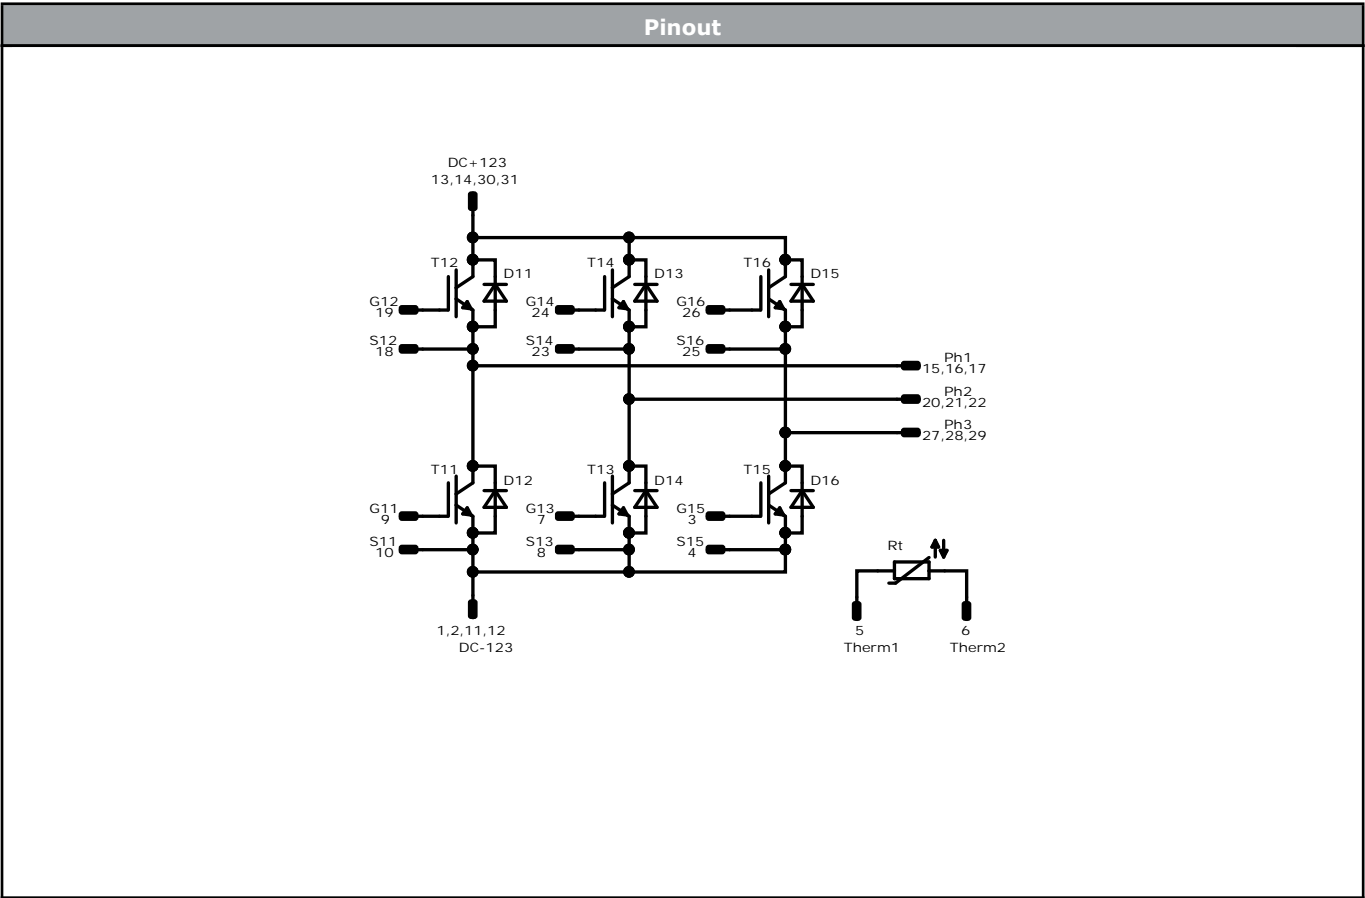 Pinout
DC+123
13,14,30,31
T12
D11
T14
D13
T16
D15
G12
19
G14
24
G16
26
S12
18
S14
23
S16
25
Ph1
15,16,17
Ph2
20,21,22
Ph3
27,28,29
T11
D12
T13
D14
T15
D16
G11
9
G13
7
G15
3
S11
10
S13
8
S15
4
Rt
1,2,11,12
DC-123
5
Therm1
6
Therm2